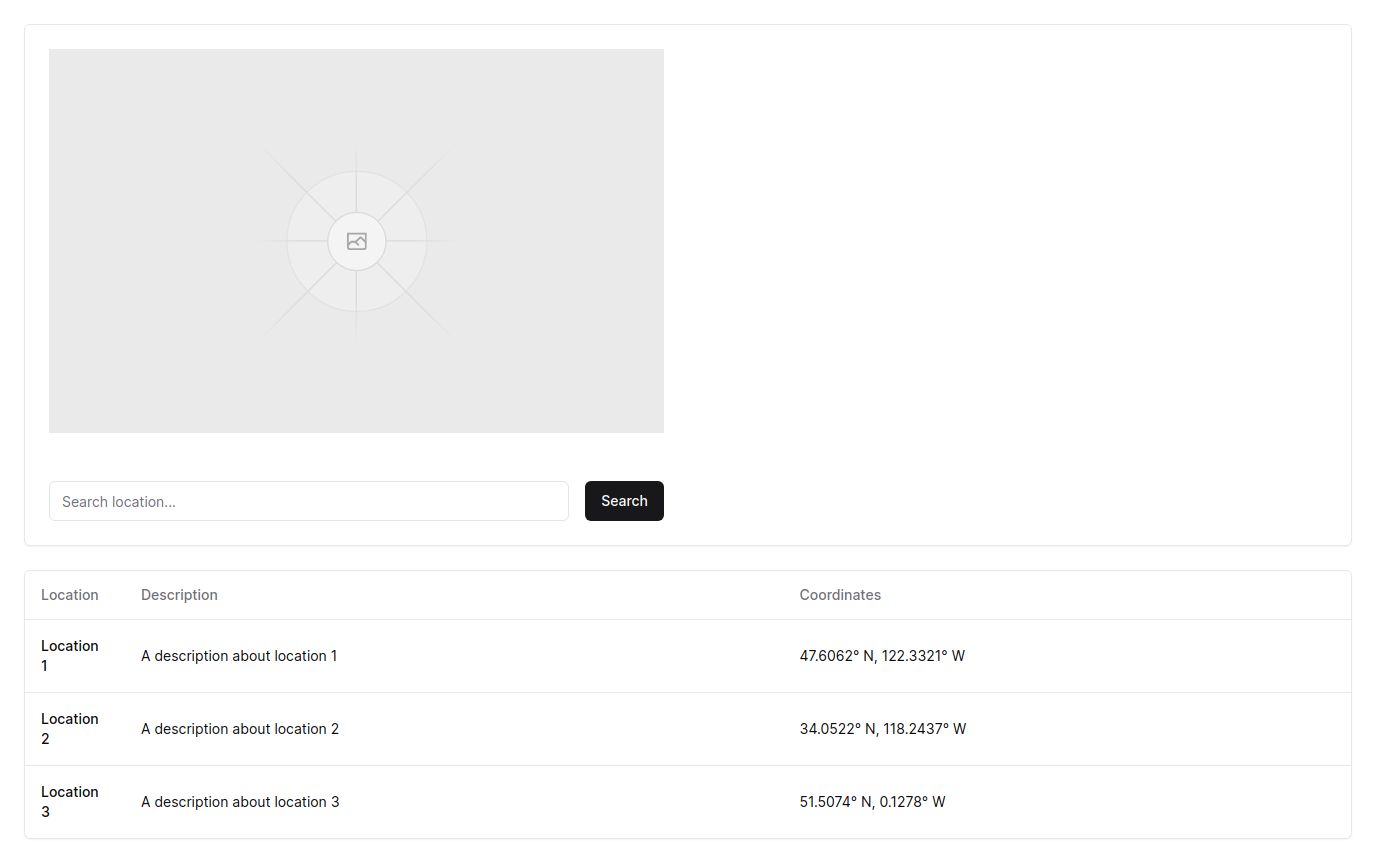 Search location...
Search
Location Description Coordinates
Location 1 A description about location 1 47.6062° N, 122.3321° W
Location 2 A description about location 2 34.0522° N, 118.2437° W
Location 3 A description about location 3 51.5074° N, 0.1278° W